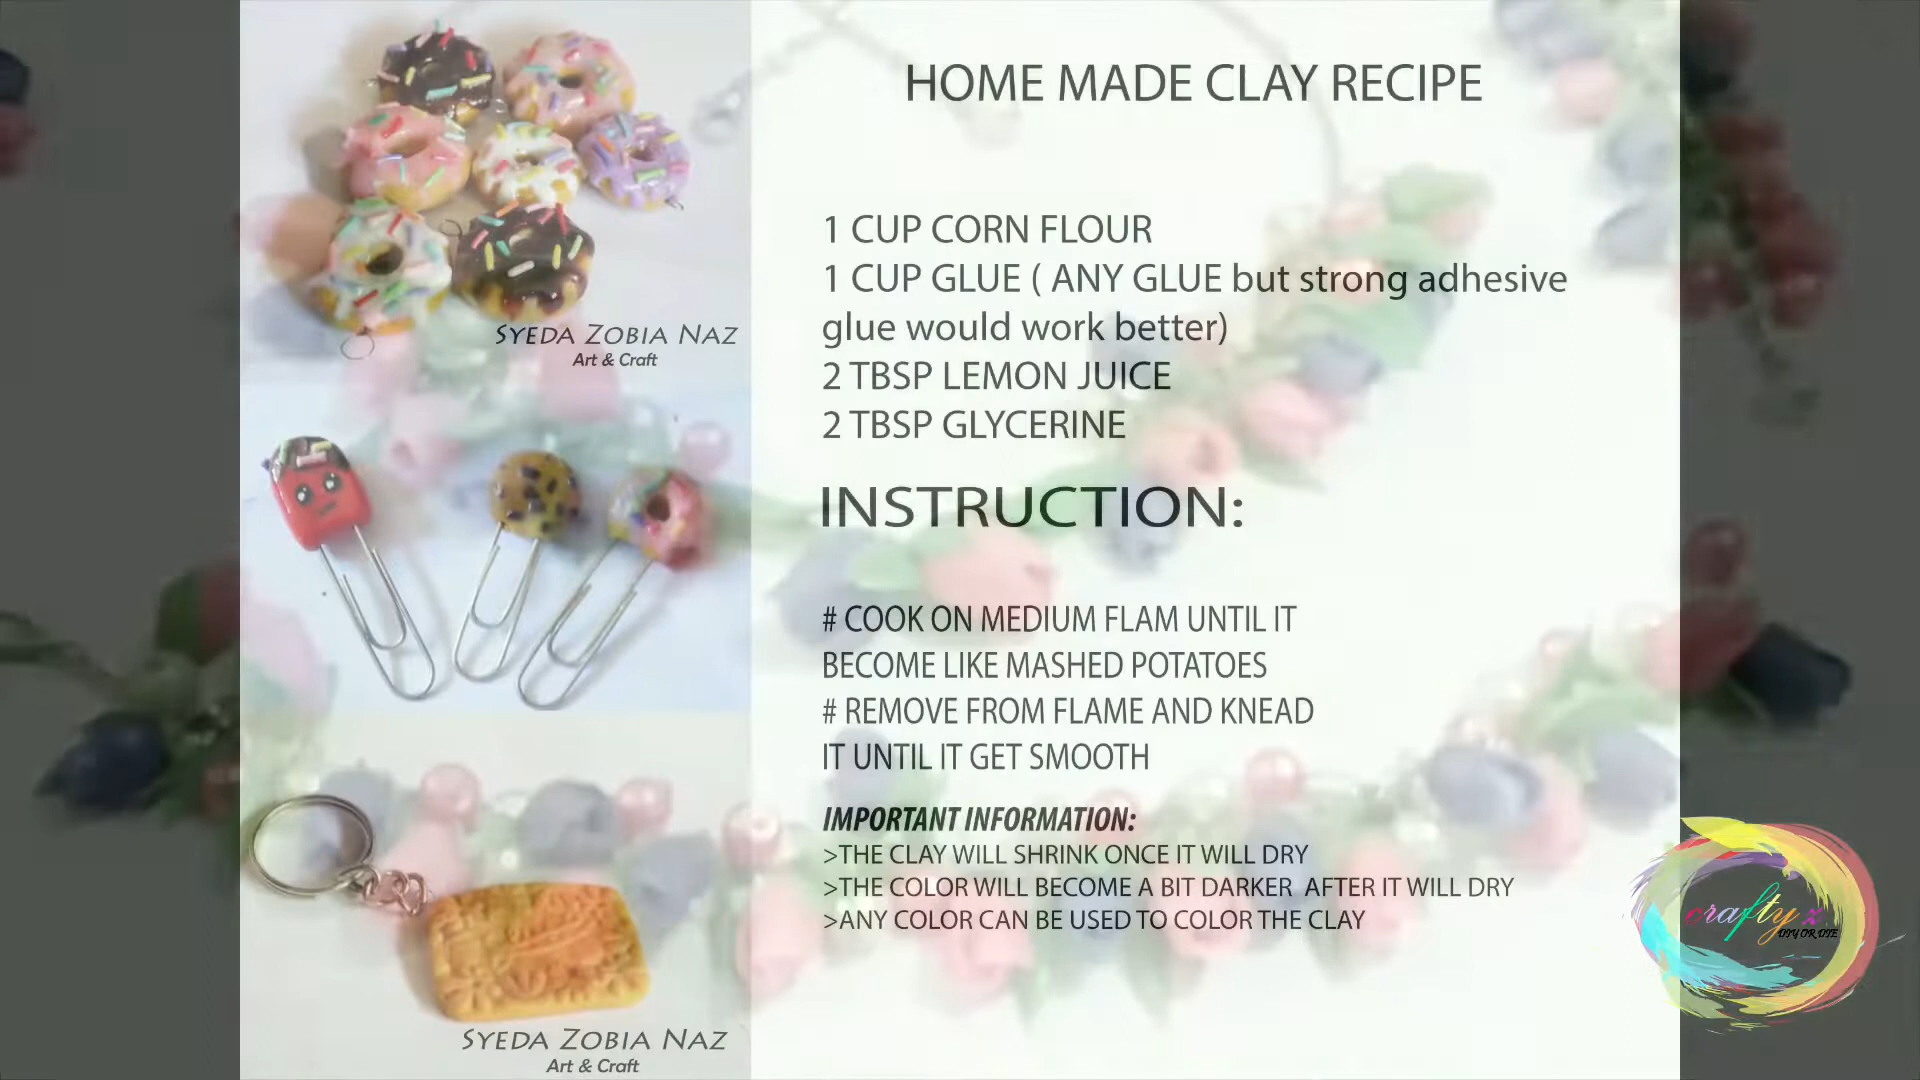 HOME MADE CLAY RECIPE
1 CUP CORN FLOUR
1 CUP GLUE ( ANY GLUE but strong adhesive
glue would work better)
2 TBSP LEMON JUICE
2 TBSP GLYCERINE
INSTRUCTION:
# COOK ON MEDIUM FLAM UNTIL IT
BECOME LIKE MASHED POTATOES
# REMOVE FROM FLAME AND KNEAD
IT UNTIL IT GET SMOOTH
IMPORTANT INFORMATION:
>THE CLAY WILL SHRINK ONCE IT WILL DRY
>THE COLOR WILL BECOME A BIT DARKER AFTER IT WILL DRY
>ANY COLOR CAN BE USED TO COLOR THE CLAY
SYEDA ZOBIA NAZ
Art & Craft
SYEDA ZOBIA NAZ
Art & Craft
crafty z
DIY OR DIE